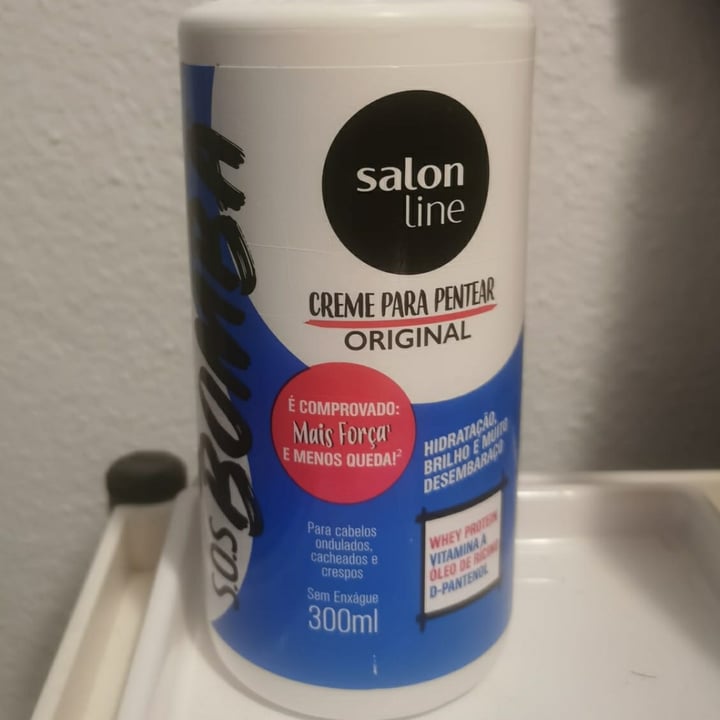 salon
line
CREME PARA PENTEAR
ORIGINAL
S.O.S BOMBA
É COMPROVADO:
Mais Força¹
E MENOS QUEDA!²
HIDRATAÇÃO,
BRILHO E MUITO
DESEMBARAÇO
Para cabelos
ondulados,
cacheados e
crespos
Sem Enxágue
300ml
WHEY PROTEIN
VITAMINA A
ÓLEO DE RÍCINO
D-PANTENOL